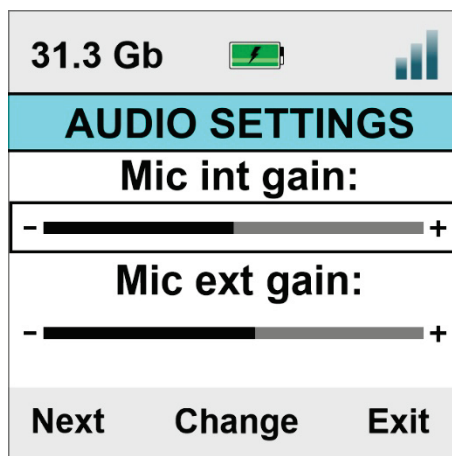 31.3 Gb
AUDIO SETTINGS
Mic int gain:
- +
Mic ext gain:
- +
Next Change Exit